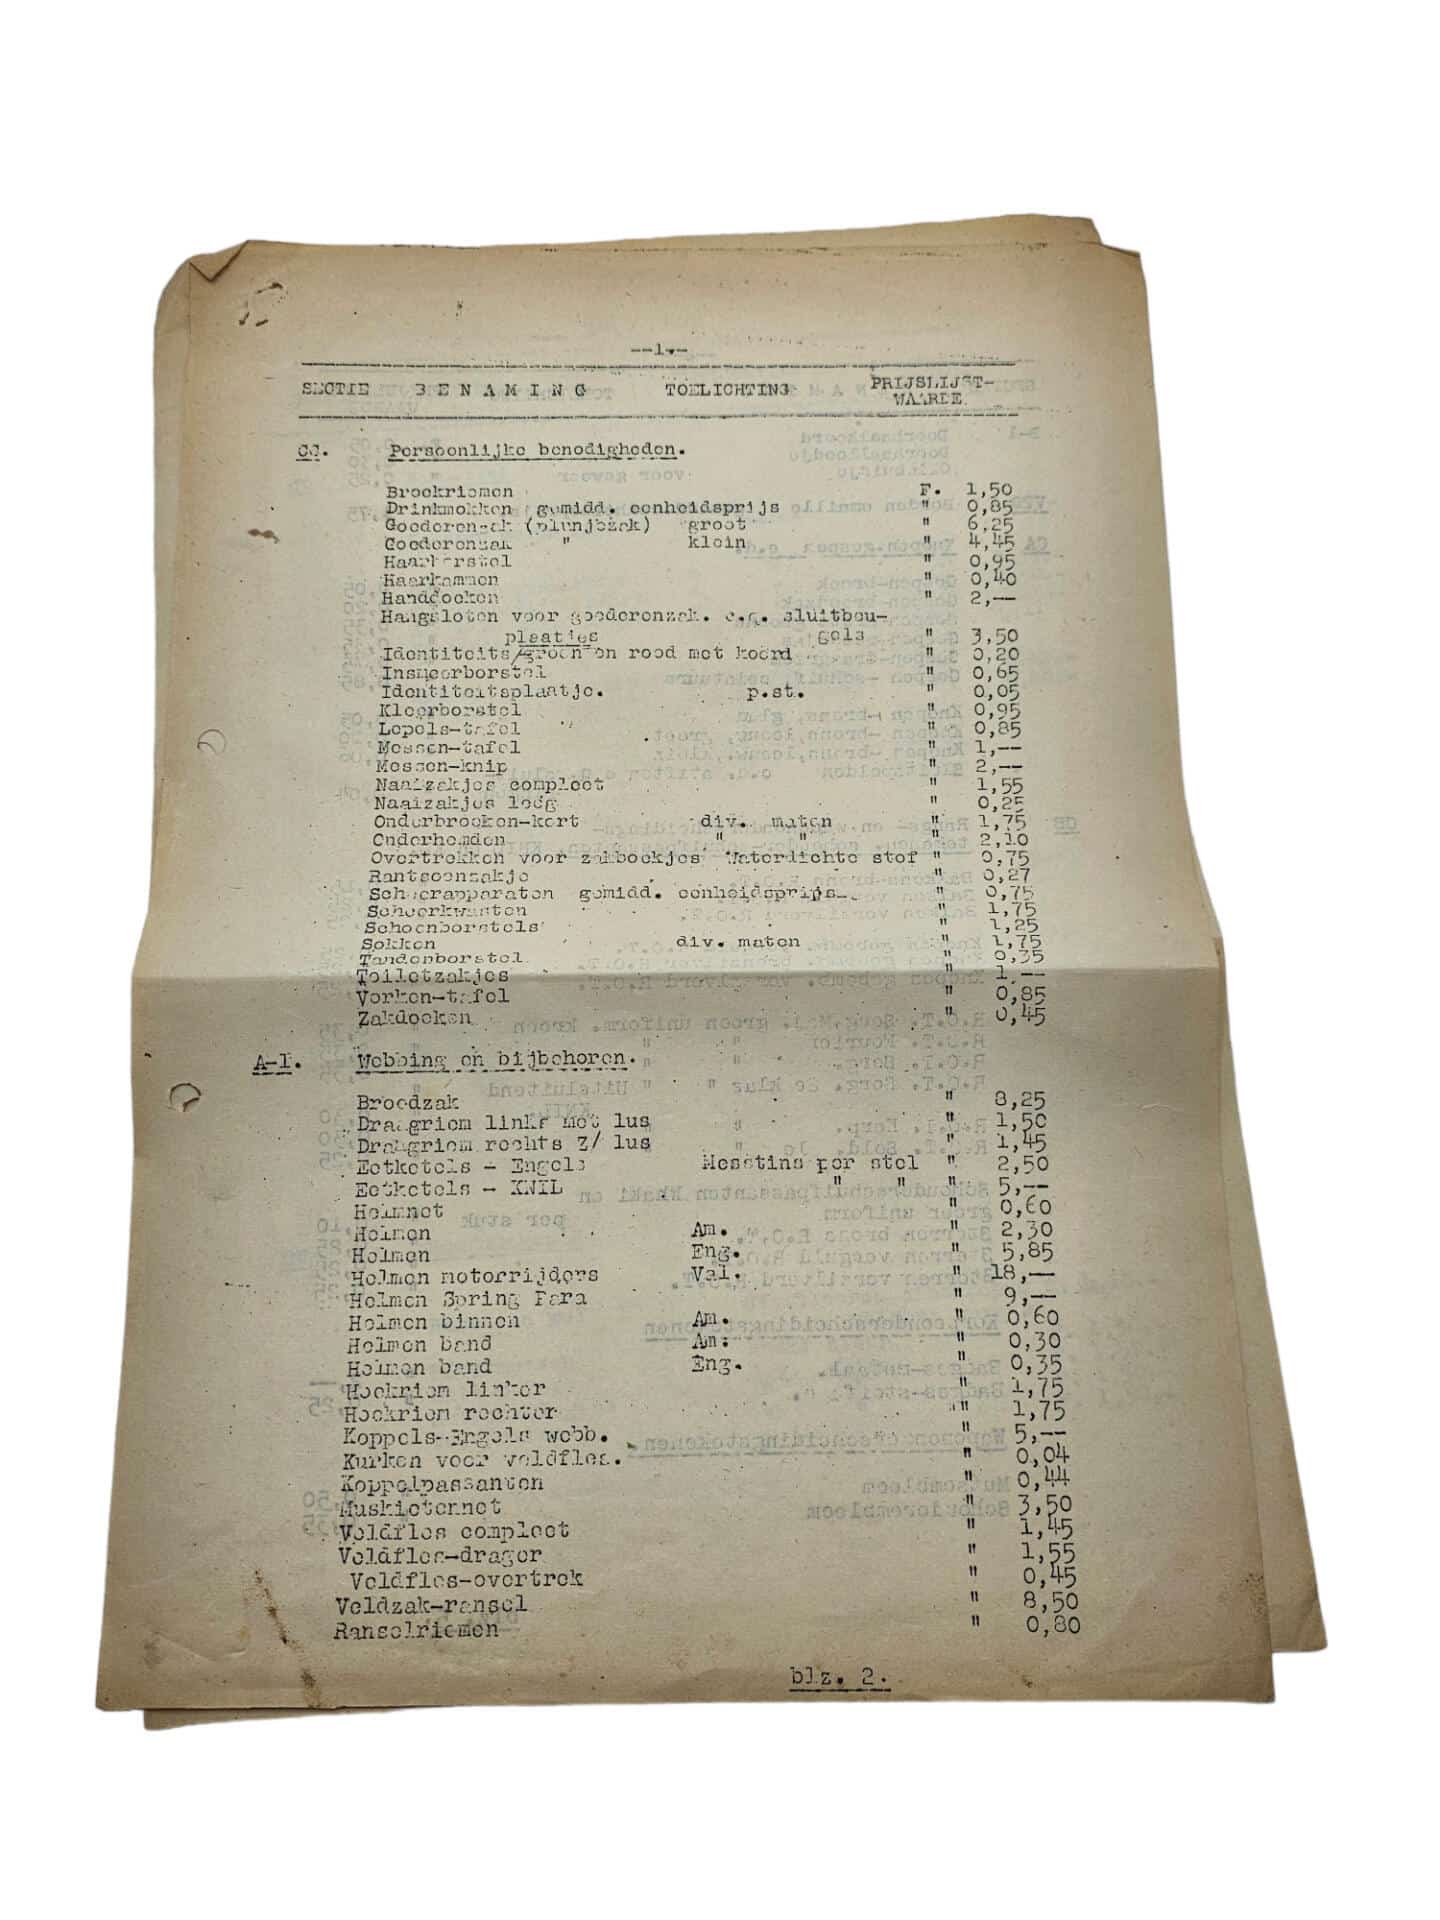 --1.--
SECTIE B E N A M I N G TOELICHTING PRIJSLIJST-
WAARDE.
CC. Persoonlijke benodigheden.
Broekriemen F. 1,50
Drinkmokken gemidd. eenheidsprijs " 0,85
Goederenzak (plunjezak) groot " 6,25
Goederenzak " klein " 4,45
Haarborstel " 0,95
Haarkammen " 0,40
Handdoeken " 2,--
Hangsloten voor goederenzak. e.g. sluitbeu-
plaatjes gels " 3,50
Identiteits/groen en rood met koord " 0,20
Insmeerborstel " 0,65
Identiteitsplaatje. p.st. " 0,05
Kleerborstel " 0,95
Lepels-tafel " 0,85
Messen-tafel " 1,--
Messen-knip " 2,--
Naaizakjes compleet " 1,55
Naaizakjes leeg " 0,25
Onderbroeken-kort div. maten " 1,75
Onderhemden " " " 2,10
Overtrekken voor zakboekjes Waterdichte stof " 0,75
Rantsoenzakje " 0,27
Scheerapparaten gemidd. eenheidsprijs " 0,75
Scheerkwasten " 1,75
Schoenborstels " 1,25
Sokken div. maten " 1,75
Tandenborstel " 0,35
Toiletzakjes " 1.--
Vorken-tafel " 0,85
Zakdoeken " 0,45
A-1. Webbing en bijbehoren.
Broodzak " 8,25
Draagriem links met lus " 1,50
Draagriem rechts z/ lus " 1,45
Eetketels - Engels Messtins per stel " 2,50
Eetketels - KNIL " " " 5,--
Helmnet " 0,60
Helmen Am. " 2,30
Helmen Eng. " 5,85
Helmen motorrijders Val. " 18,--
Helmen Spring Para " 9,--
Helmen binnen Am. " 0,60
Helmen band Am. " 0,30
Helmen band Eng. " 0,35
Hoekriem linker " 1,75
Hoekriem rechter " 1,75
Koppels-Engels webb. " 5,--
Kurken voor veldfles. " 0,04
Koppelpassanten " 0,44
Muskietennet " 3,50
Veldfles compleet " 1,45
Veldfles-drager " 1,55
Veldfles-overtrek " 0,45
Veldzak-ransel " 8,50
Ranselriemen " 0,80
blz. 2.